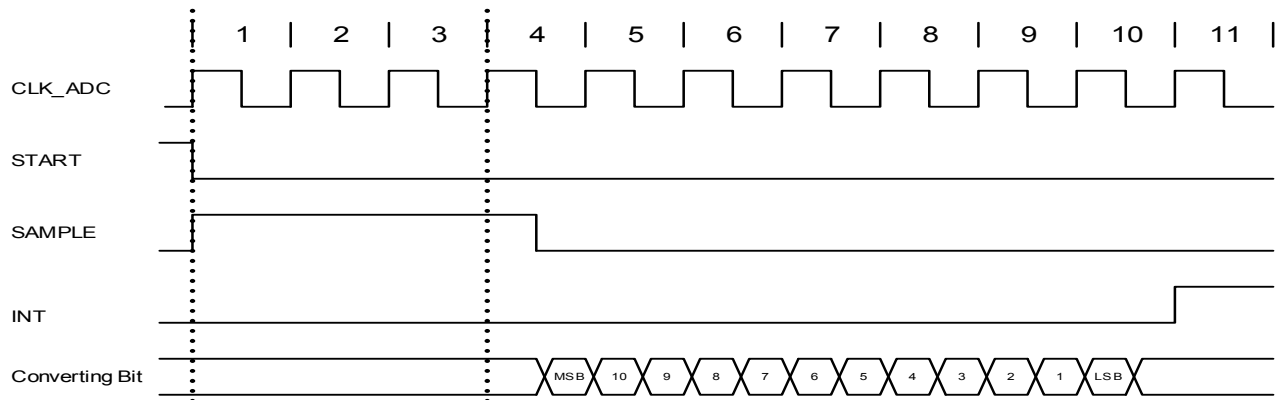 1 2 3 4 5 6 7 8 9 10 11
CLK_ADC
START
SAMPLE
INT
Converting Bit MSB 10 9 8 7 6 5 4 3 2 1 LSB